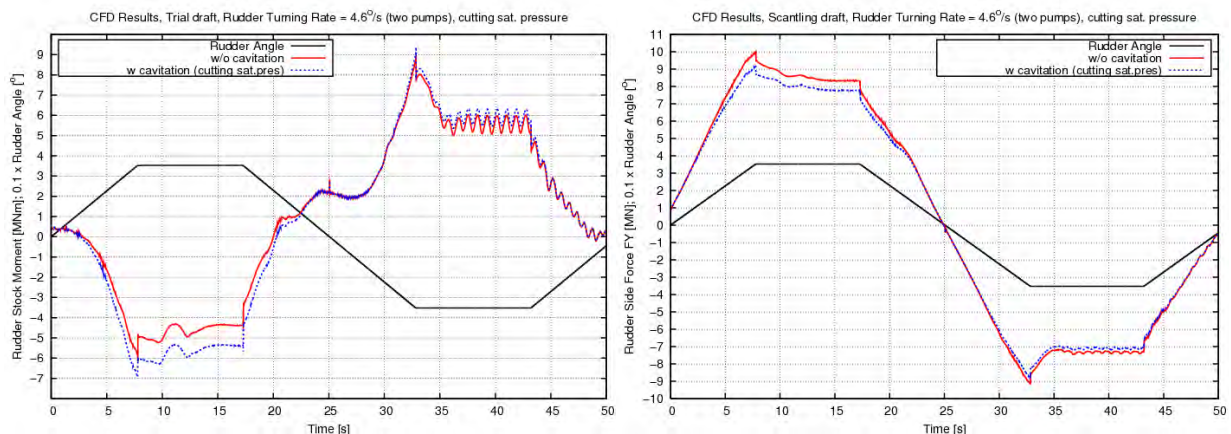 CFD Results, Trial draft, Rudder Turning Rate = 4.6O/s (two pumps), cutting sat. pressure
Rudder Stock Moment [MNm]; 0.1 x Rudder Angle [O]
9
8
7
6
5
4
3
2
1
0
-1
-2
-3
-4
-5
-6
-7
Rudder Angle
w/o cavitation
w cavitation (cutting sat.pres)
0 5 10 15 20 25 30 35 40 45 50
Time [s]
CFD Results, Scantling draft, Rudder Turning Rate = 4.6O/s (two pumps), cutting sat. pressure
Rudder Side Force FY [MN]; 0.1 x Rudder Angle [O]
11
10
9
8
7
6
5
4
3
2
1
0
-1
-2
-3
-4
-5
-6
-7
-8
-9
-10
Rudder Angle
w/o cavitation
w cavitation (cutting sat.pres)
0 5 10 15 20 25 30 35 40 45 50
Time [s]